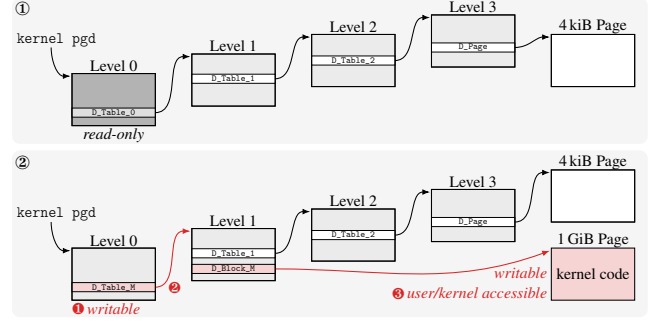 ①
Level 3
4 kiB Page
Level 2
Level 1
kernel pgd
Level 0
D_Page
D_Table_2
D_Table_1
D_Table_0
read-only
②
4 kiB Page
Level 3
Level 2
Level 1
kernel pgd
Level 0
D_Page
D_Table_2
1 GiB Page
D_Table_1
D_Block_M
writable
kernel code
D_Table_M
❷
❸ user/kernel accessible
❶ writable